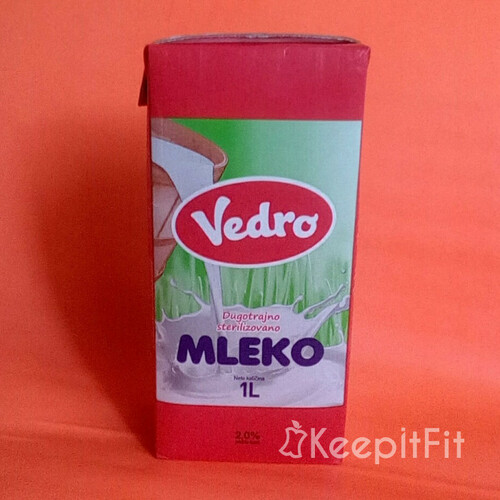 Vedro
Dugotrajno
sterilizovano
MLEKO
Neto količina
1L
2,0%
KeepitFit